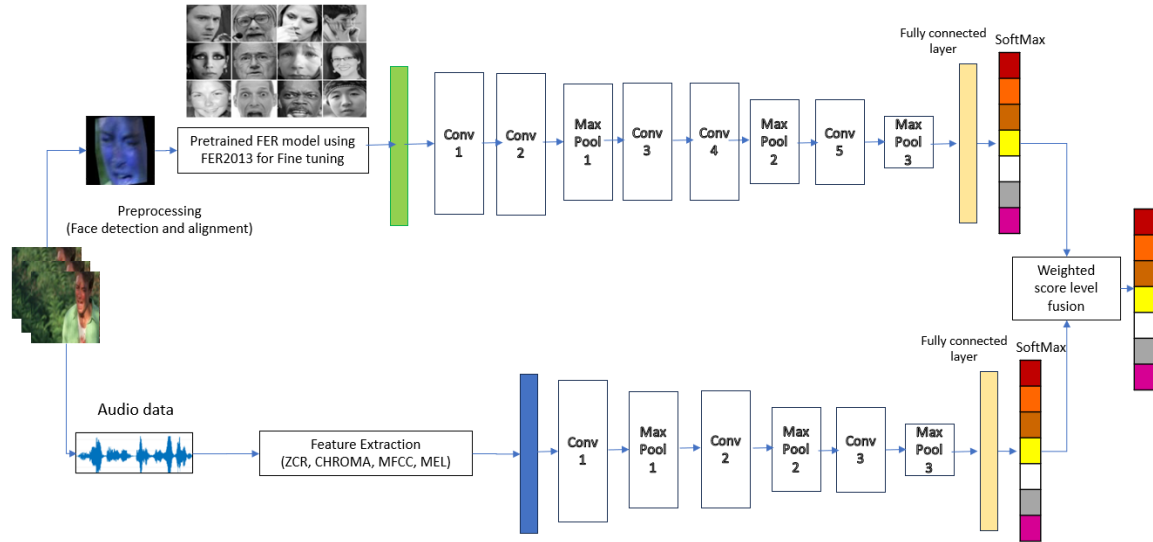 Fully connected
layer
SoftMax
Pretrained FER model using
FER2013 for Fine tuning
Conv
1
Conv
2
Max
Pool
1
Conv
3
Conv
4
Max
Pool
2
Conv
5
Max
Pool
3
Preprocessing
(Face detection and alignment)
Weighted
score level
fusion
Audio data
Feature Extraction
(ZCR, CHROMA, MFCC, MEL)
Conv
1
Max
Pool
1
Conv
2
Max
Pool
2
Conv
3
Max
Pool
3
Fully connected
layer
SoftMax